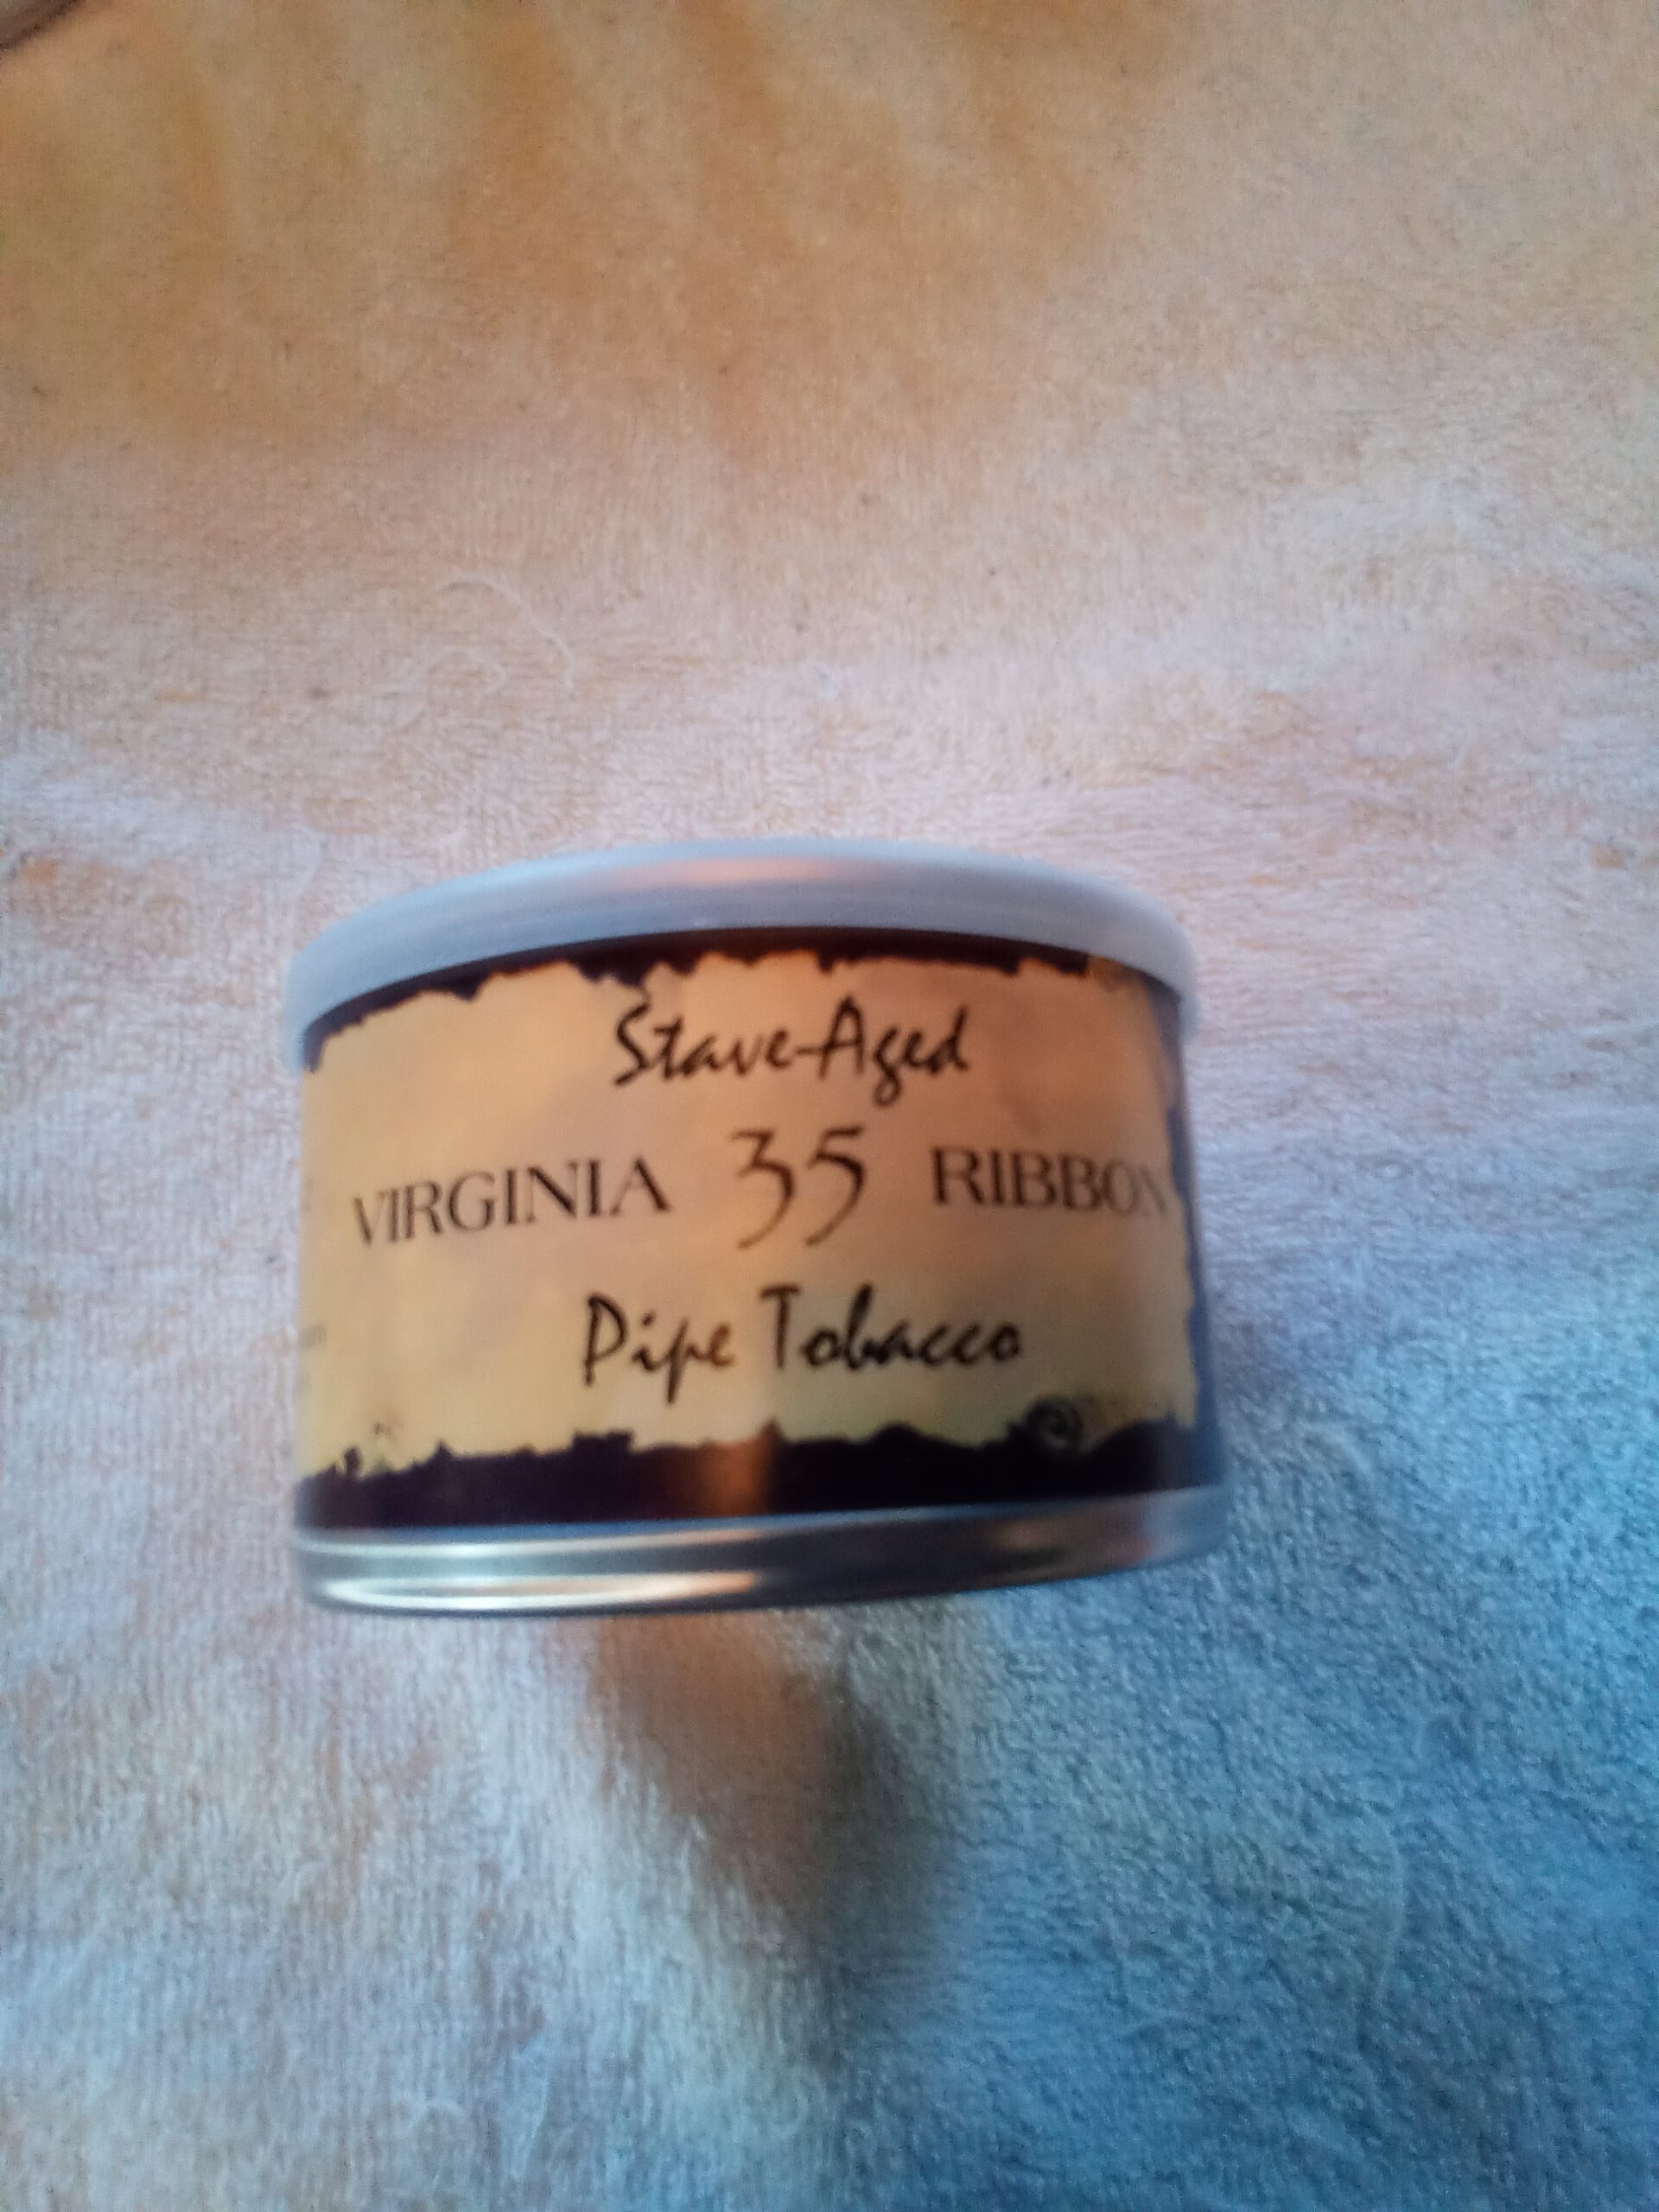 Stave-Aged
VIRGINIA 35 RIBBON
Pipe Tobacco